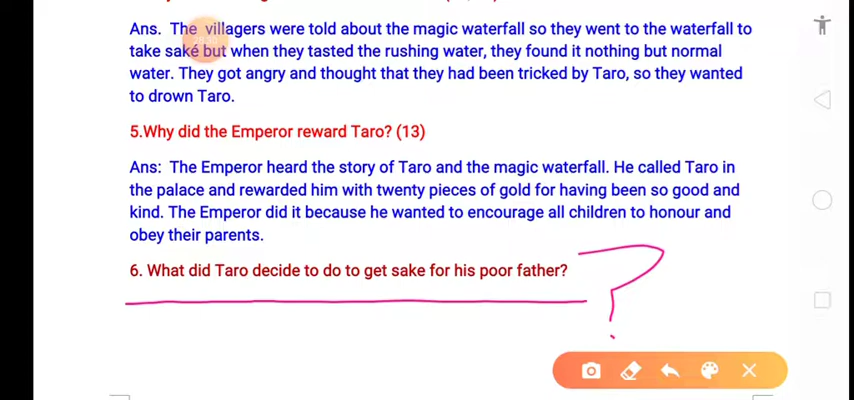 Ans. The villagers were told about the magic waterfall so they went to the waterfall to
take saké but when they tasted the rushing water, they found it nothing but normal
water. They got angry and thought that they had been tricked by Taro, so they wanted
to drown Taro.
5.Why did the Emperor reward Taro? (13)
Ans: The Emperor heard the story of Taro and the magic waterfall. He called Taro in
the palace and rewarded him with twenty pieces of gold for having been so good and
kind. The Emperor did it because he wanted to encourage all children to honour and
obey their parents.
6. What did Taro decide to do to get sake for his poor father?
?